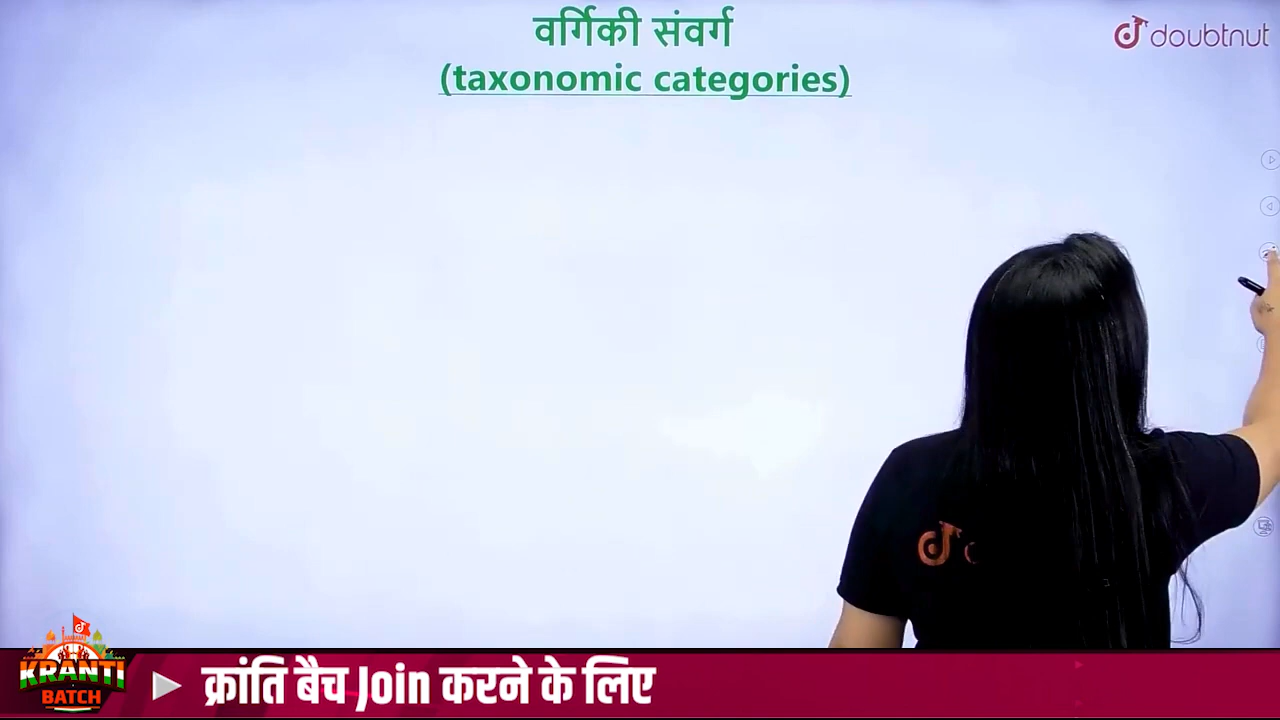 वर्गिकी संवर्ग
doubtnut
(taxonomic categories)
KRANTI
BATCH
क्रांति बैच Join करने के लिए